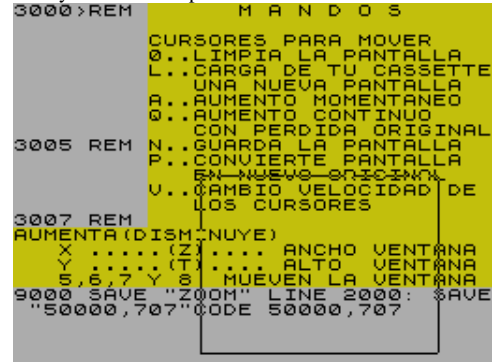 3000>REM M A N D O S
CURSORES PARA MOVER
0..LIMPIA LA PANTALLA
L..CARGA DE TU CASSETTE
UNA NUEVA PANTALLA
A..AUMENTO MOMENTANEO
Q..AUMENTO CONTINUO
CON PERDIDA ORIGINAL
3005 REM N..GUARDA LA PANTALLA
P..CONVIERTE PANTALLA
EN NUEVO ORIGINAL
V..CAMBIO VELOCIDAD DE
LOS CURSORES
3007 REM
AUMENTA(DISMINUYE)
X .....(Z).... ANCHO VENTANA
Y .....(T).... ALTO VENTANA
5,6,7 Y 8 MUEVEN LA VENTANA
9000 SAVE "ZOOM" LINE 2000: SAVE
"50000,707"CODE 50000,707